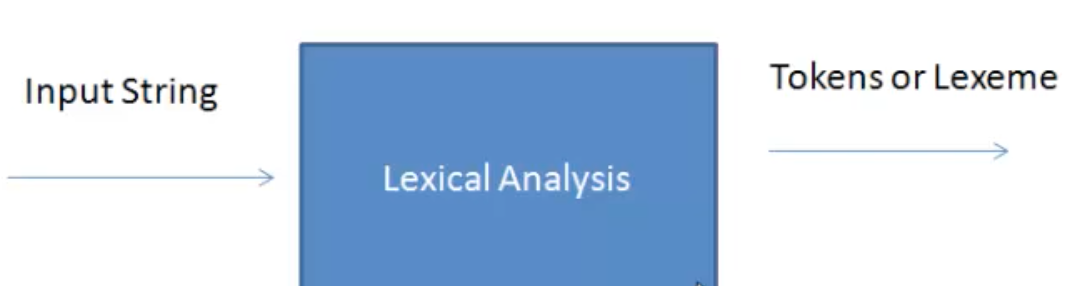 Input String
Tokens or Lexeme
Lexical Analysis